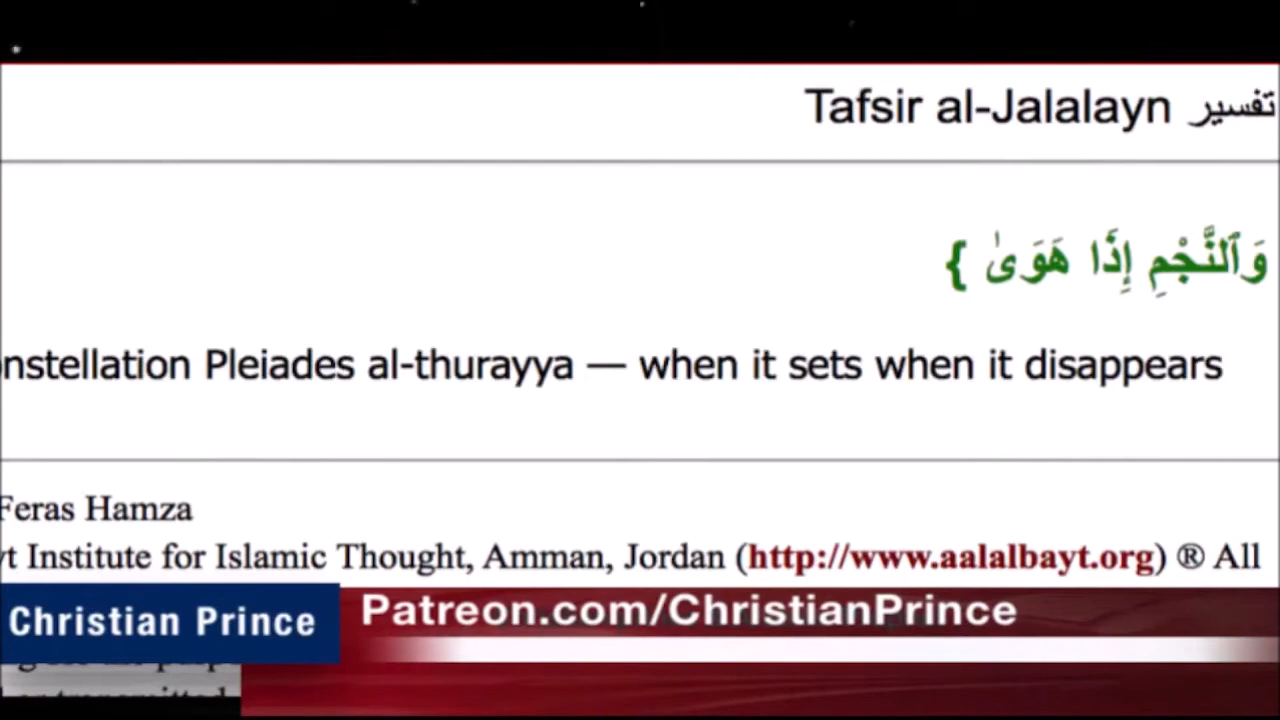 Tafsir al-Jalalayn تفسير
وَٱلنَّجْمِ إِذَا هَوَىٰ }
Pleiades al-thurayya — when it sets when it disappears
Feras Hamza
Institute for Islamic Thought, Amman, Jordan (http://www.aalalbayt.org) ® All
Christian Prince
Patreon.com/ChristianPrince